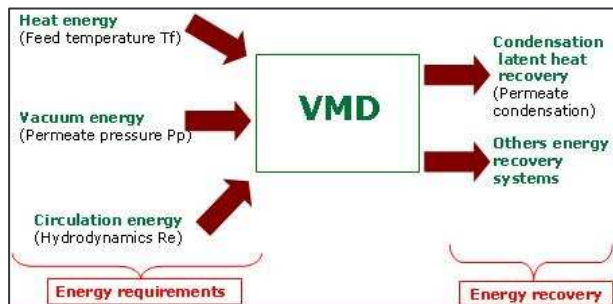 Heat energy
(Feed temperature Tf)
Vacuum energy
(Permeate pressure Pp)
Circulation energy
(Hydrodynamics Re)
Energy requirements
VMD
Condensation
latent heat
recovery
(Permeate
condensation)
Others energy
recovery
systems
Energy recovery